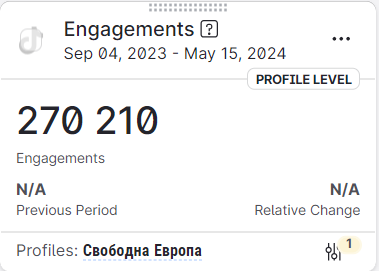 Engagements ?
Sep 04, 2023 - May 15, 2024
PROFILE LEVEL
270 210
Engagements
N/A N/A
Previous Period Relative Change
Profiles: Свободна Европа 1